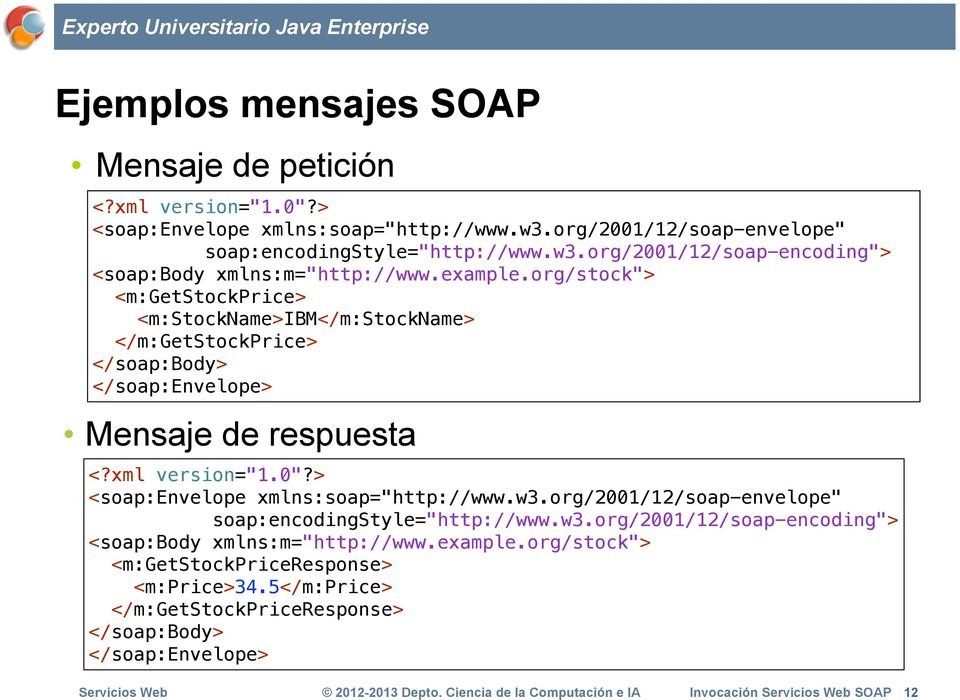 Experto Universitario Java Enterprise
Ejemplos mensajes SOAP
• Mensaje de petición
<?xml version="1.0"?>
<soap:Envelope xmlns:soap="http://www.w3.org/2001/12/soap-envelope"
soap:encodingStyle="http://www.w3.org/2001/12/soap-encoding">
<soap:Body xmlns:m="http://www.example.org/stock">
<m:GetStockPrice>
<m:StockName>IBM</m:StockName>
</m:GetStockPrice>
</soap:Body>
</soap:Envelope>
• Mensaje de respuesta
<?xml version="1.0"?>
<soap:Envelope xmlns:soap="http://www.w3.org/2001/12/soap-envelope"
soap:encodingStyle="http://www.w3.org/2001/12/soap-encoding">
<soap:Body xmlns:m="http://www.example.org/stock">
<m:GetStockPriceResponse>
<m:Price>34.5</m:Price>
</m:GetStockPriceResponse>
</soap:Body>
</soap:Envelope>
Servicios Web © 2012-2013 Depto. Ciencia de la Computación e IA Invocación Servicios Web SOAP 12